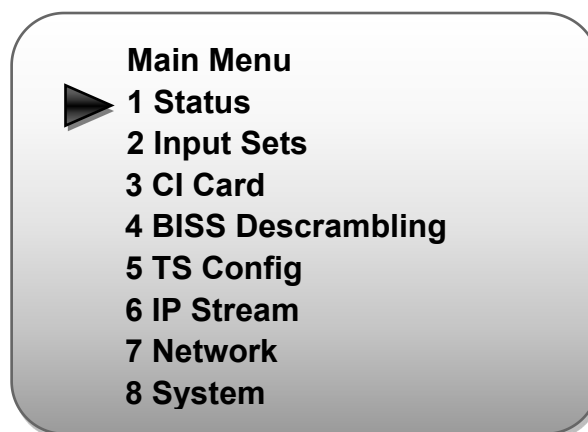 Main Menu
1 Status
2 Input Sets
3 CI Card
4 BISS Descrambling
5 TS Config
6 IP Stream
7 Network
8 System